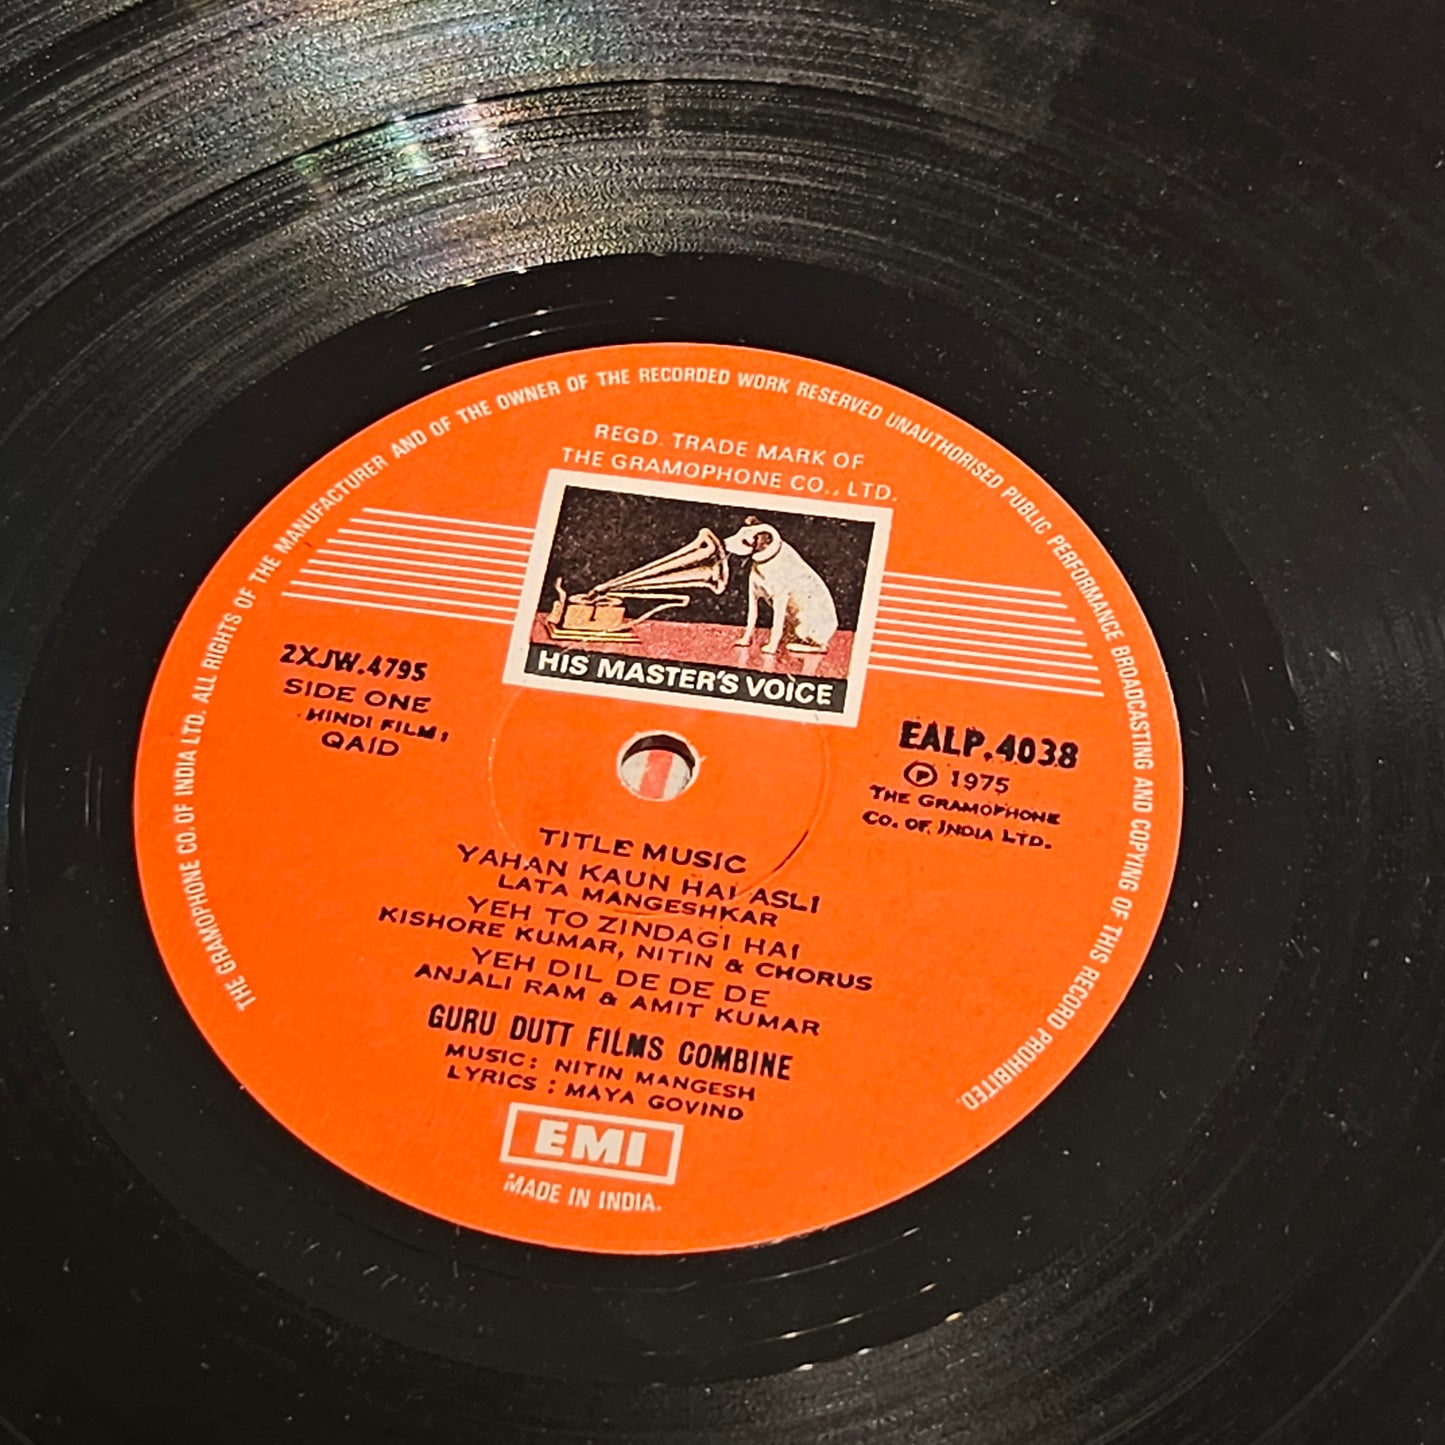 THE GRAMOPHONE CO. OF INDIA LTD. ALL RIGHTS OF THE MANUFACTURER AND OF THE OWNER OF THE RECORDED WORK RESERVED UNAUTHORISED PUBLIC PERFORMANCE BROADCASTING AND COPYING OF THIS RECORD PROHIBITED.
REGD. TRADE MARK OF
THE GRAMOPHONE CO., LTD.
HIS MASTER'S VOICE
2XJW.4795
SIDE ONE
HINDI FILM:
QAID
EALP.4038
Ⓟ 1975
THE GRAMOPHONE
CO. OF INDIA LTD.
TITLE MUSIC
YAHAN KAUN HAI ASLI
LATA MANGESHKAR
YEH TO ZINDAGI HAI
KISHORE KUMAR, NITIN & CHORUS
YEH DIL DE DE DE
ANJALI RAM & AMIT KUMAR
GURU DUTT FILMS COMBINE
MUSIC: NITIN MANGESH
LYRICS: MAYA GOVIND
EMI
MADE IN INDIA.